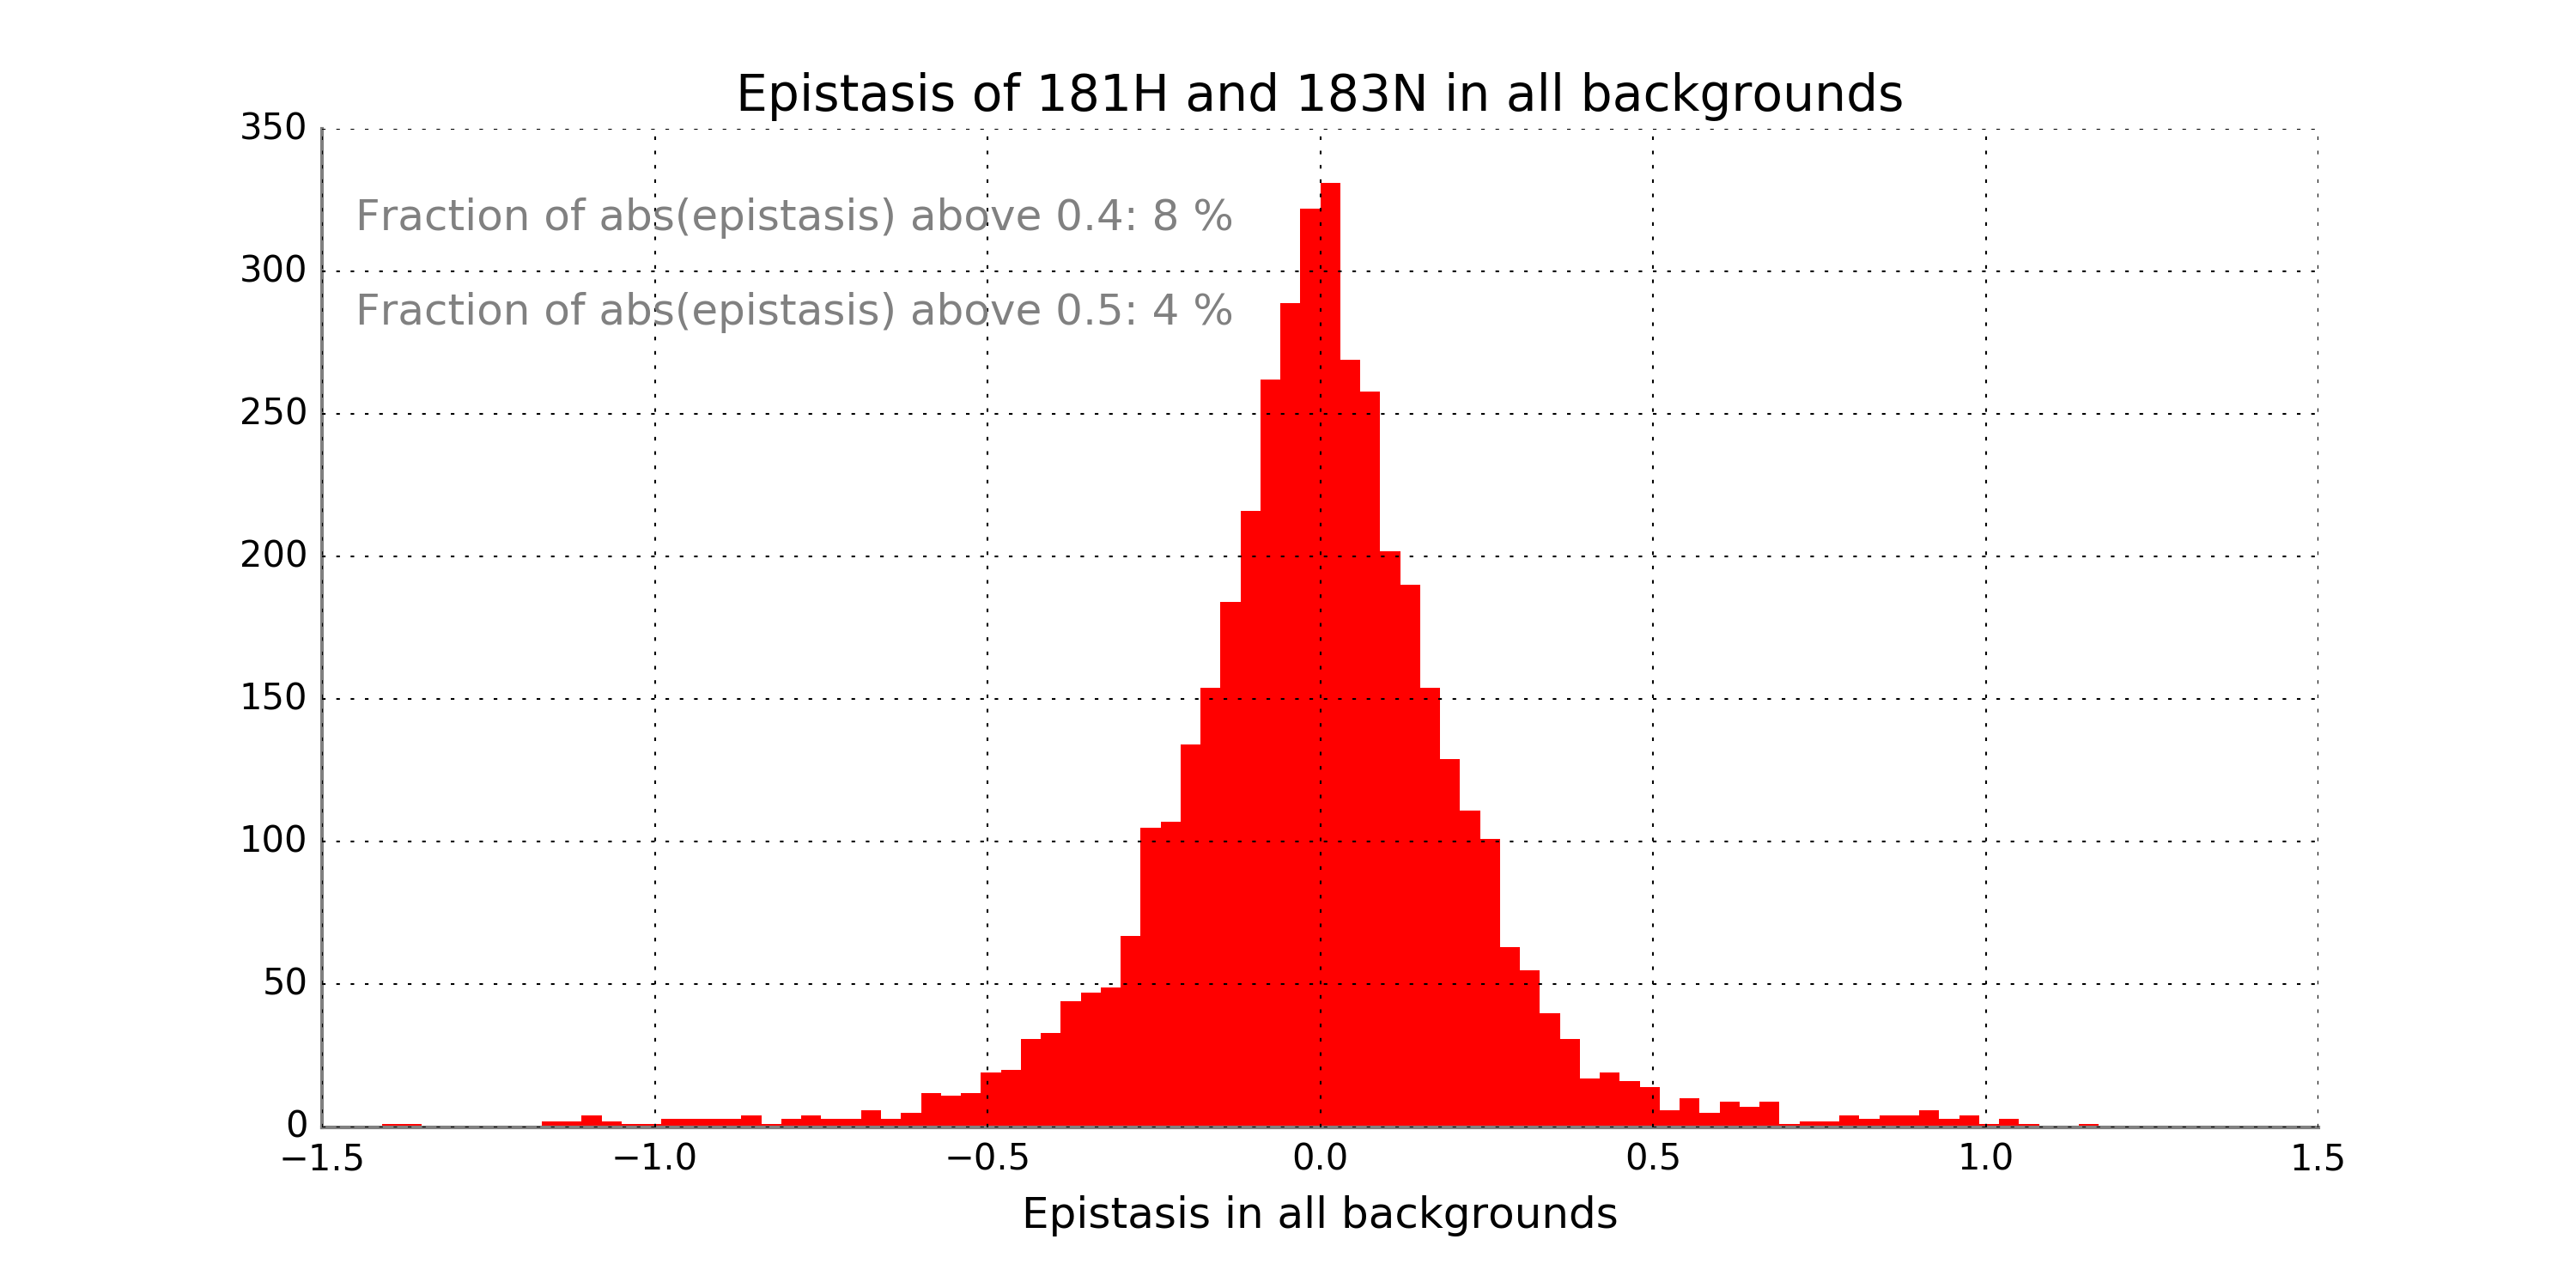 Epistasis of 181H and 183N in all backgrounds
350
300
250
200
150
100
50
0
Fraction of abs(epistasis) above 0.4: 8 %
Fraction of abs(epistasis) above 0.5: 4 %
−1.5 −1.0 −0.5 0.0 0.5 1.0 1.5
Epistasis in all backgrounds